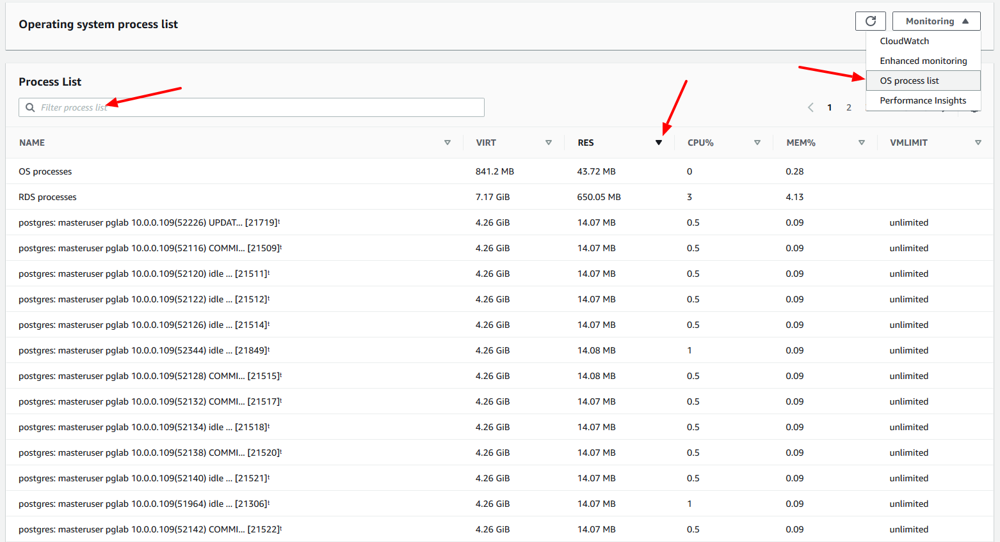 Operating system process list
Monitoring
CloudWatch
Enhanced monitoring
OS process list
Performance Insights
Process List
Filter process list
1 2
NAME VIRT RES CPU% MEM% VMLIMIT
OS processes 841.2 MB 43.72 MB 0 0.28
RDS processes 7.17 GiB 650.05 MB 3 4.13
postgres: masteruser pglab 10.0.0.109(52226) UPDAT... [21719]ᵗ 4.26 GiB 14.07 MB 0.5 0.09 unlimited
postgres: masteruser pglab 10.0.0.109(52116) COMMI... [21509]ᵗ 4.26 GiB 14.07 MB 0.5 0.09 unlimited
postgres: masteruser pglab 10.0.0.109(52120) idle ... [21511]ᵗ 4.26 GiB 14.07 MB 0.5 0.09 unlimited
postgres: masteruser pglab 10.0.0.109(52122) idle ... [21512]ᵗ 4.26 GiB 14.07 MB 0.5 0.09 unlimited
postgres: masteruser pglab 10.0.0.109(52126) idle ... [21514]ᵗ 4.26 GiB 14.07 MB 0.5 0.09 unlimited
postgres: masteruser pglab 10.0.0.109(52344) idle ... [21849]ᵗ 4.26 GiB 14.08 MB 1 0.09 unlimited
postgres: masteruser pglab 10.0.0.109(52128) COMMI... [21515]ᵗ 4.26 GiB 14.08 MB 0.5 0.09 unlimited
postgres: masteruser pglab 10.0.0.109(52132) COMMI... [21517]ᵗ 4.26 GiB 14.07 MB 0.5 0.09 unlimited
postgres: masteruser pglab 10.0.0.109(52134) idle ... [21518]ᵗ 4.26 GiB 14.07 MB 0.5 0.09 unlimited
postgres: masteruser pglab 10.0.0.109(52138) COMMI... [21520]ᵗ 4.26 GiB 14.07 MB 0.5 0.09 unlimited
postgres: masteruser pglab 10.0.0.109(52140) idle ... [21521]ᵗ 4.26 GiB 14.07 MB 0.5 0.09 unlimited
postgres: masteruser pglab 10.0.0.109(51964) idle ... [21306]ᵗ 4.26 GiB 14.07 MB 1 0.09 unlimited
postgres: masteruser pglab 10.0.0.109(52142) COMMI... [21522]ᵗ 4.26 GiB 14.07 MB 0.5 0.09 unlimited